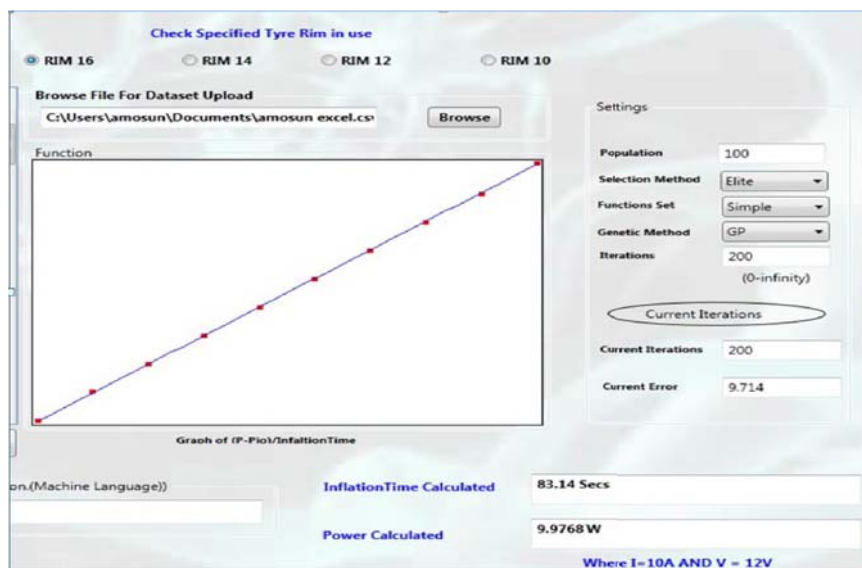 Check Specified Tyre Rim in use
RIM 16 RIM 14 RIM 12 RIM 10
Browse File For Dataset Upload
C:\Users\amosun\Documents\amosun excel.cs
Browse
Function
Graph of (P-Pio)/InfaltionTime
Settings
Population 100
Selection Method Elite
Functions Set Simple
Genetic Method GP
Iterations 200
(0-infinity)
Current Iterations
Current Iterations 200
Current Error 9.714
on.(Machine Language))
InflationTime Calculated 83.14 Secs
Power Calculated 9.9768 W
Where I=10A AND V = 12V